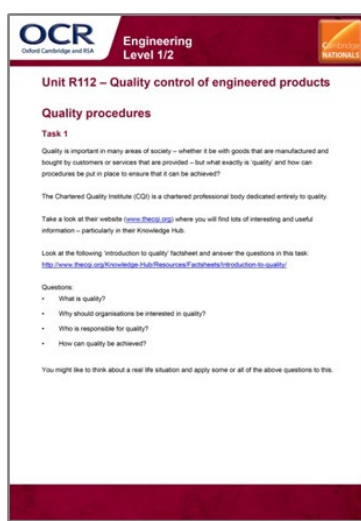 OCR
Oxford Cambridge and RSA
Engineering
Level 1/2
Cambridge
NATIONALS
Unit R112 – Quality control of engineered products
Quality procedures
Task 1
Quality is important in many areas of society – whether it be with goods that are manufactured and
bought by customers or services that are provided – but what exactly is 'quality' and how can
procedures be put in place to ensure that it can be achieved?
The Chartered Quality Institute (CQI) is a chartered professional body dedicated entirely to quality.
Take a look at their website (www.thecqi.org) where you will find lots of interesting and useful
information – particularly in their Knowledge Hub.
Look at the following 'introduction to quality' factsheet and answer the questions in this task:
http://www.thecqi.org/Knowledge-Hub/Resources/Factsheets/Introduction-to-quality/
Questions:
• What is quality?
• Why should organisations be interested in quality?
• Who is responsible for quality?
• How can quality be achieved?
You might like to think about a real life situation and apply some or all of the above questions to this.